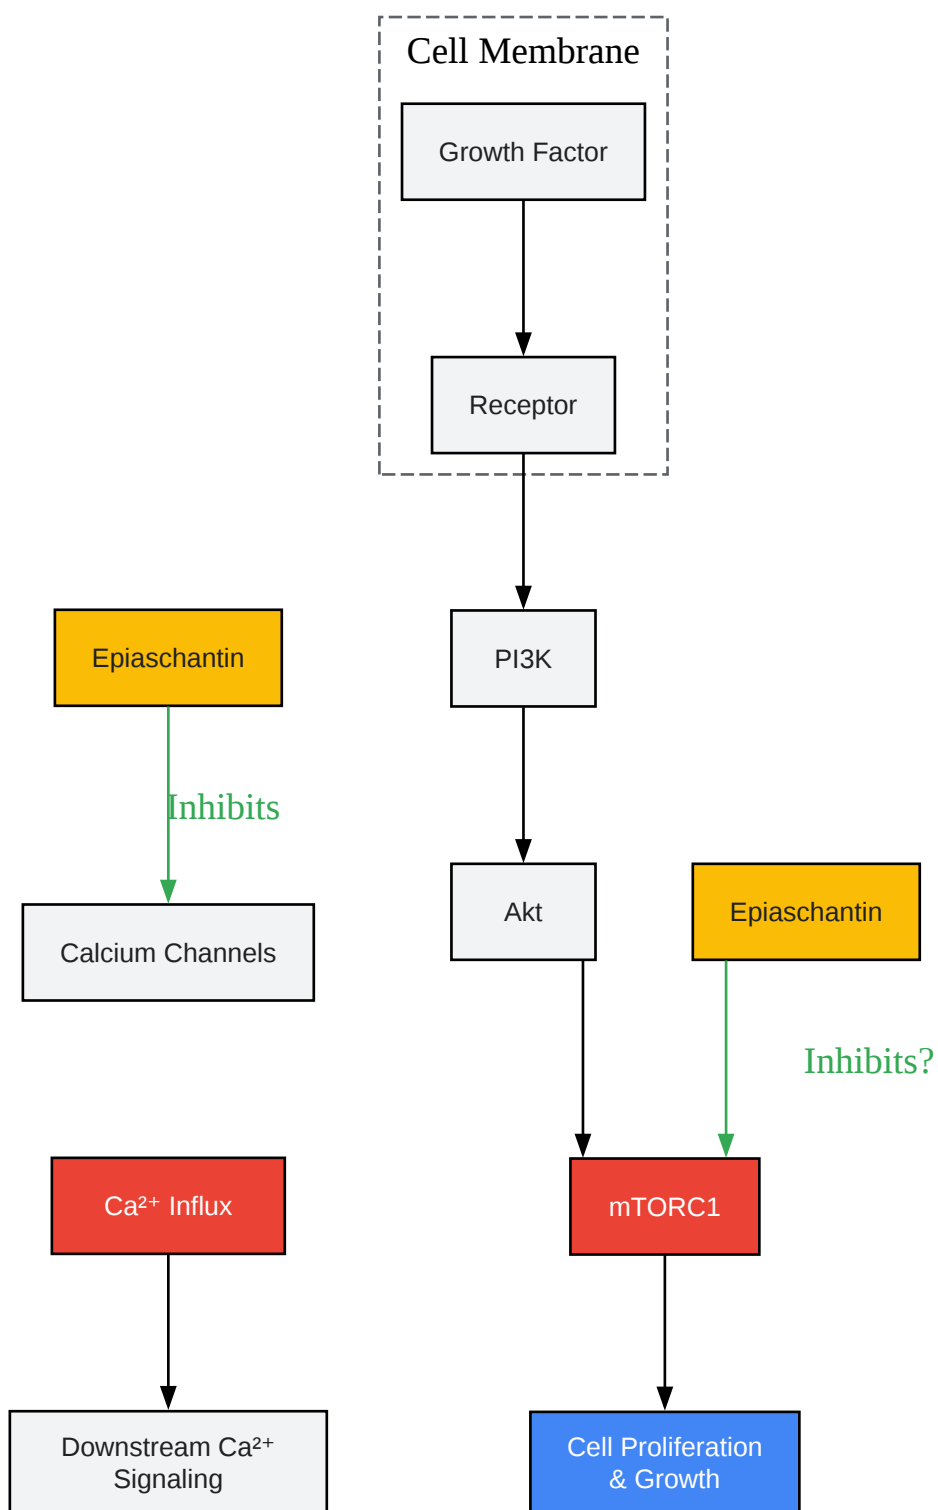 Cell Membrane
Growth Factor
Receptor
Epiaschantin
PI3K
Inhibits
Akt
Epiaschantin
Calcium Channels
Inhibits?
Ca²⁺ Influx
mTORC1
Downstream Ca²⁺
Signaling
Cell Proliferation
& Growth